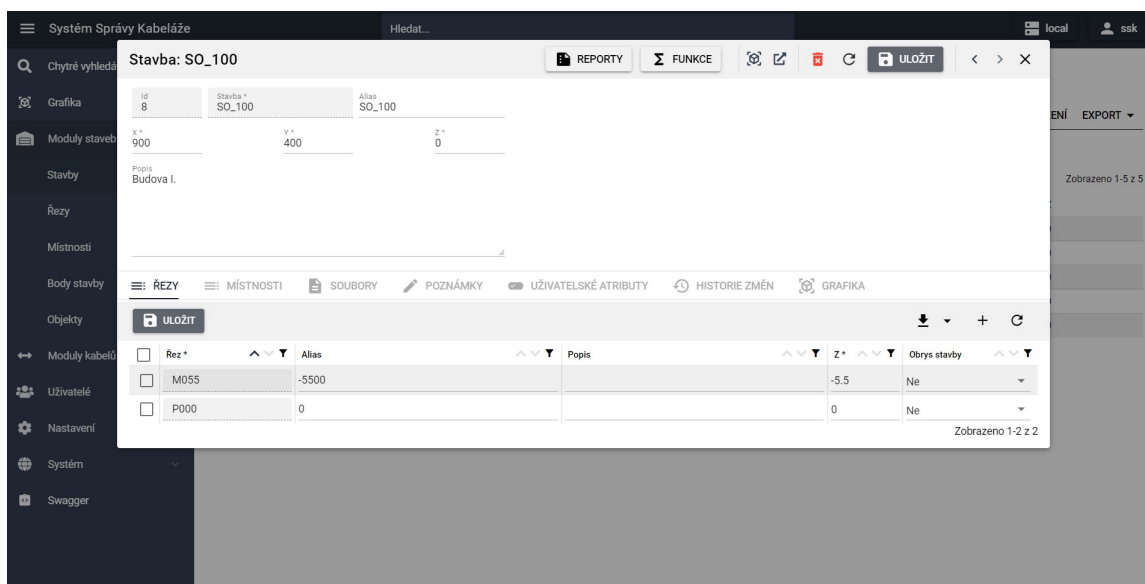 Systém Správy Kabeláže
Hledat...
local
ssk
Chytré vyhledá
Grafika
Moduly staveb
Stavby
Řezy
Místnosti
Body stavby
Objekty
Moduly kabelů
Uživatelé
Nastavení
Systém
Swagger
ENÍ
EXPORT
Zobrazeno 1-5 z 5
Stavba: SO_100
REPORTY
FUNKCE
ULOŽIT
Id
8
Stavba *
SO_100
Alias
SO_100
X *
900
Y *
400
Z *
0
Popis
Budova I.
ŘEZY
MÍSTNOSTI
SOUBORY
POZNÁMKY
UŽIVATELSKÉ ATRIBUTY
HISTORIE ZMĚN
GRAFIKA
ULOŽIT
Řez *
Alias
Popis
Z *
Obrys stavby
M055
-5500
-5.5
Ne
P000
0
0
Ne
Zobrazeno 1-2 z 2